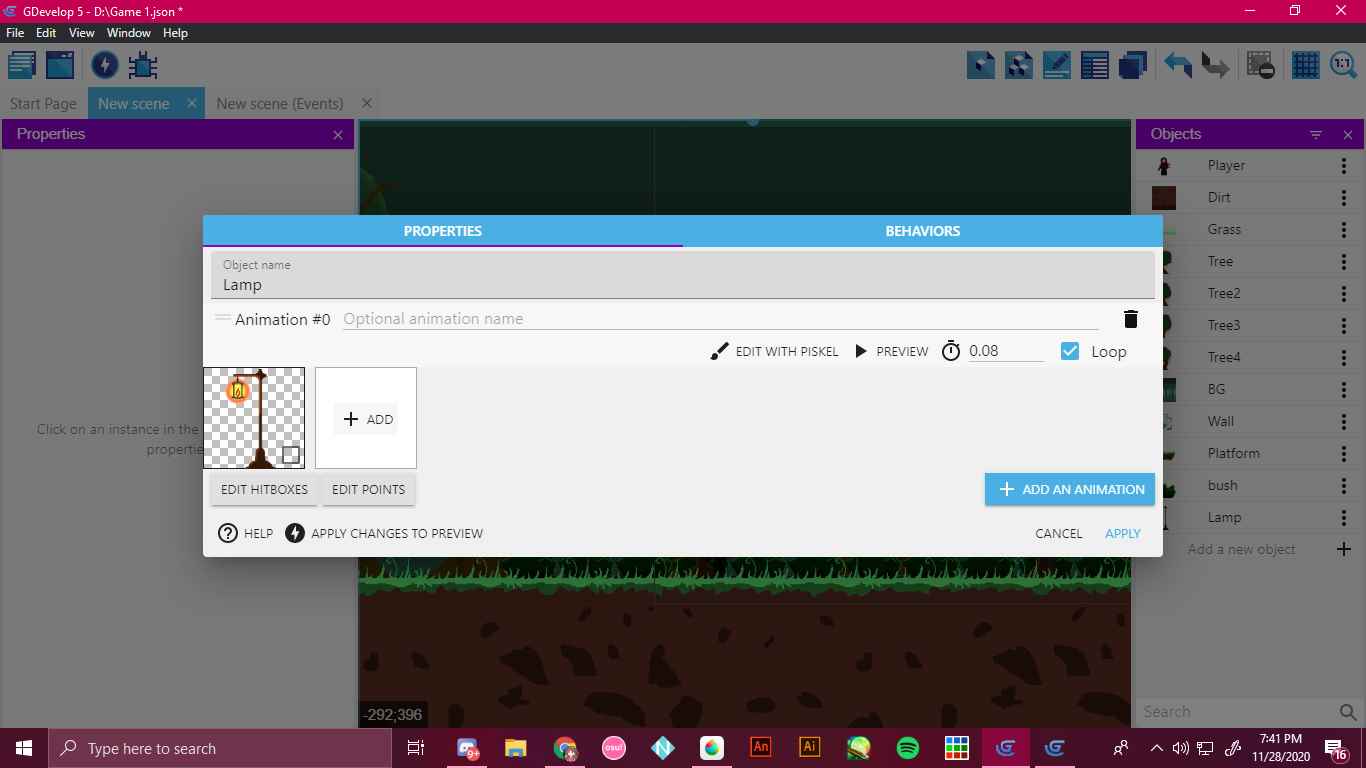 GDevelop 5 - D:\Game 1.json *
File Edit View Window Help
1:1
Start Page New scene New scene (Events)
Properties
Objects
Player
Dirt
Grass
Tree
Tree2
Tree3
Tree4
BG
Wall
Platform
bush
Lamp
Add a new object
Search
Click on an instance in the
propertie
PROPERTIES BEHAVIORS
Object name
Lamp
Animation #0 Optional animation name
EDIT WITH PISKEL PREVIEW 0.08 Loop
ADD
EDIT HITBOXES EDIT POINTS ADD AN ANIMATION
HELP APPLY CHANGES TO PREVIEW CANCEL APPLY
-292;396
Type here to search
9+
osu!
An
Ai
7:41 PM
11/28/2020
16